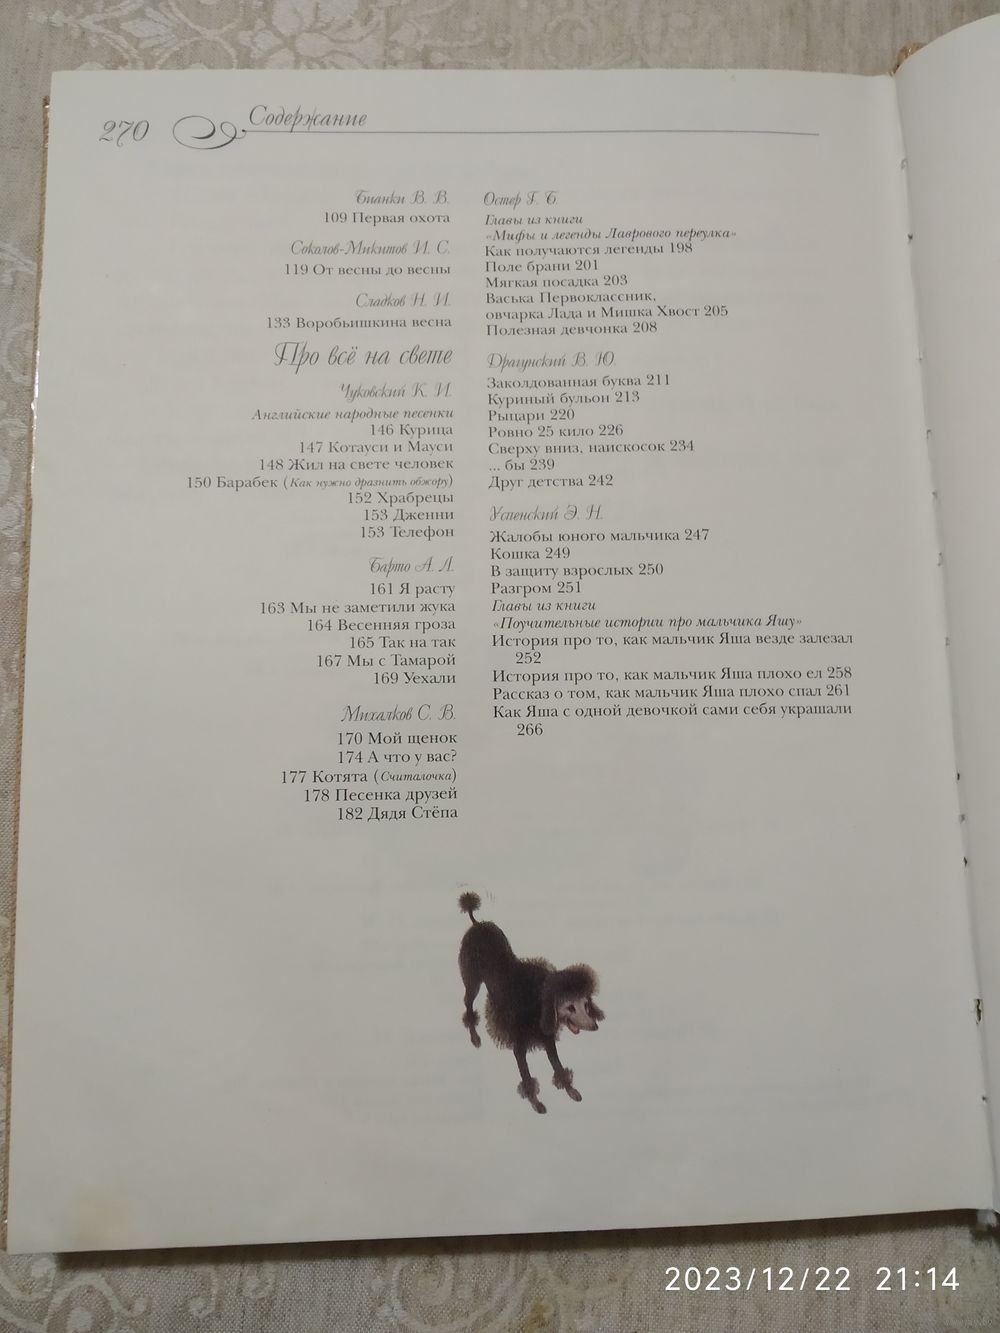 270
Содержание
Бианки В. В.
109 Первая охота
Соколов-Микитов И. С.
119 От весны до весны
Сладков Н. И.
133 Воробьишкина весна
Про всё на свете
Чуковский К. И.
Английские народные песенки
146 Курица
147 Котауси и Мауси
148 Жил на свете человек
150 Барабек (Как нужно дразнить обжору)
152 Храбрецы
153 Дженни
153 Телефон
Барто А. Л.
161 Я расту
163 Мы не заметили жука
164 Весенняя гроза
165 Так на так
167 Мы с Тамарой
169 Уехали
Михалков С. В.
170 Мой щенок
174 А что у вас?
177 Котята (Считалочка)
178 Песенка друзей
182 Дядя Стёпа
Остер Г. Б.
Главы из книги
«Мифы и легенды Лаврового переулка»
Как получаются легенды 198
Поле брани 201
Мягкая посадка 203
Васька Первоклассник,
овчарка Лада и Мишка Хвост 205
Полезная девчонка 208
Драгунский В. Ю.
Заколдованная буква 211
Куриный бульон 213
Рыцари 220
Ровно 25 кило 226
Сверху вниз, наискосок 234
... бы 239
Друг детства 242
Успенский Э. Н.
Жалобы юного мальчика 247
Кошка 249
В защиту взрослых 250
Разгром 251
Главы из книги
«Поучительные истории про мальчика Яшу»
История про то, как мальчик Яша везде залезал
252
История про то, как мальчик Яша плохо ел 258
Рассказ о том, как мальчик Яша плохо спал 261
Как Яша с одной девочкой сами себя украшали
266
2023/12/22 21:14